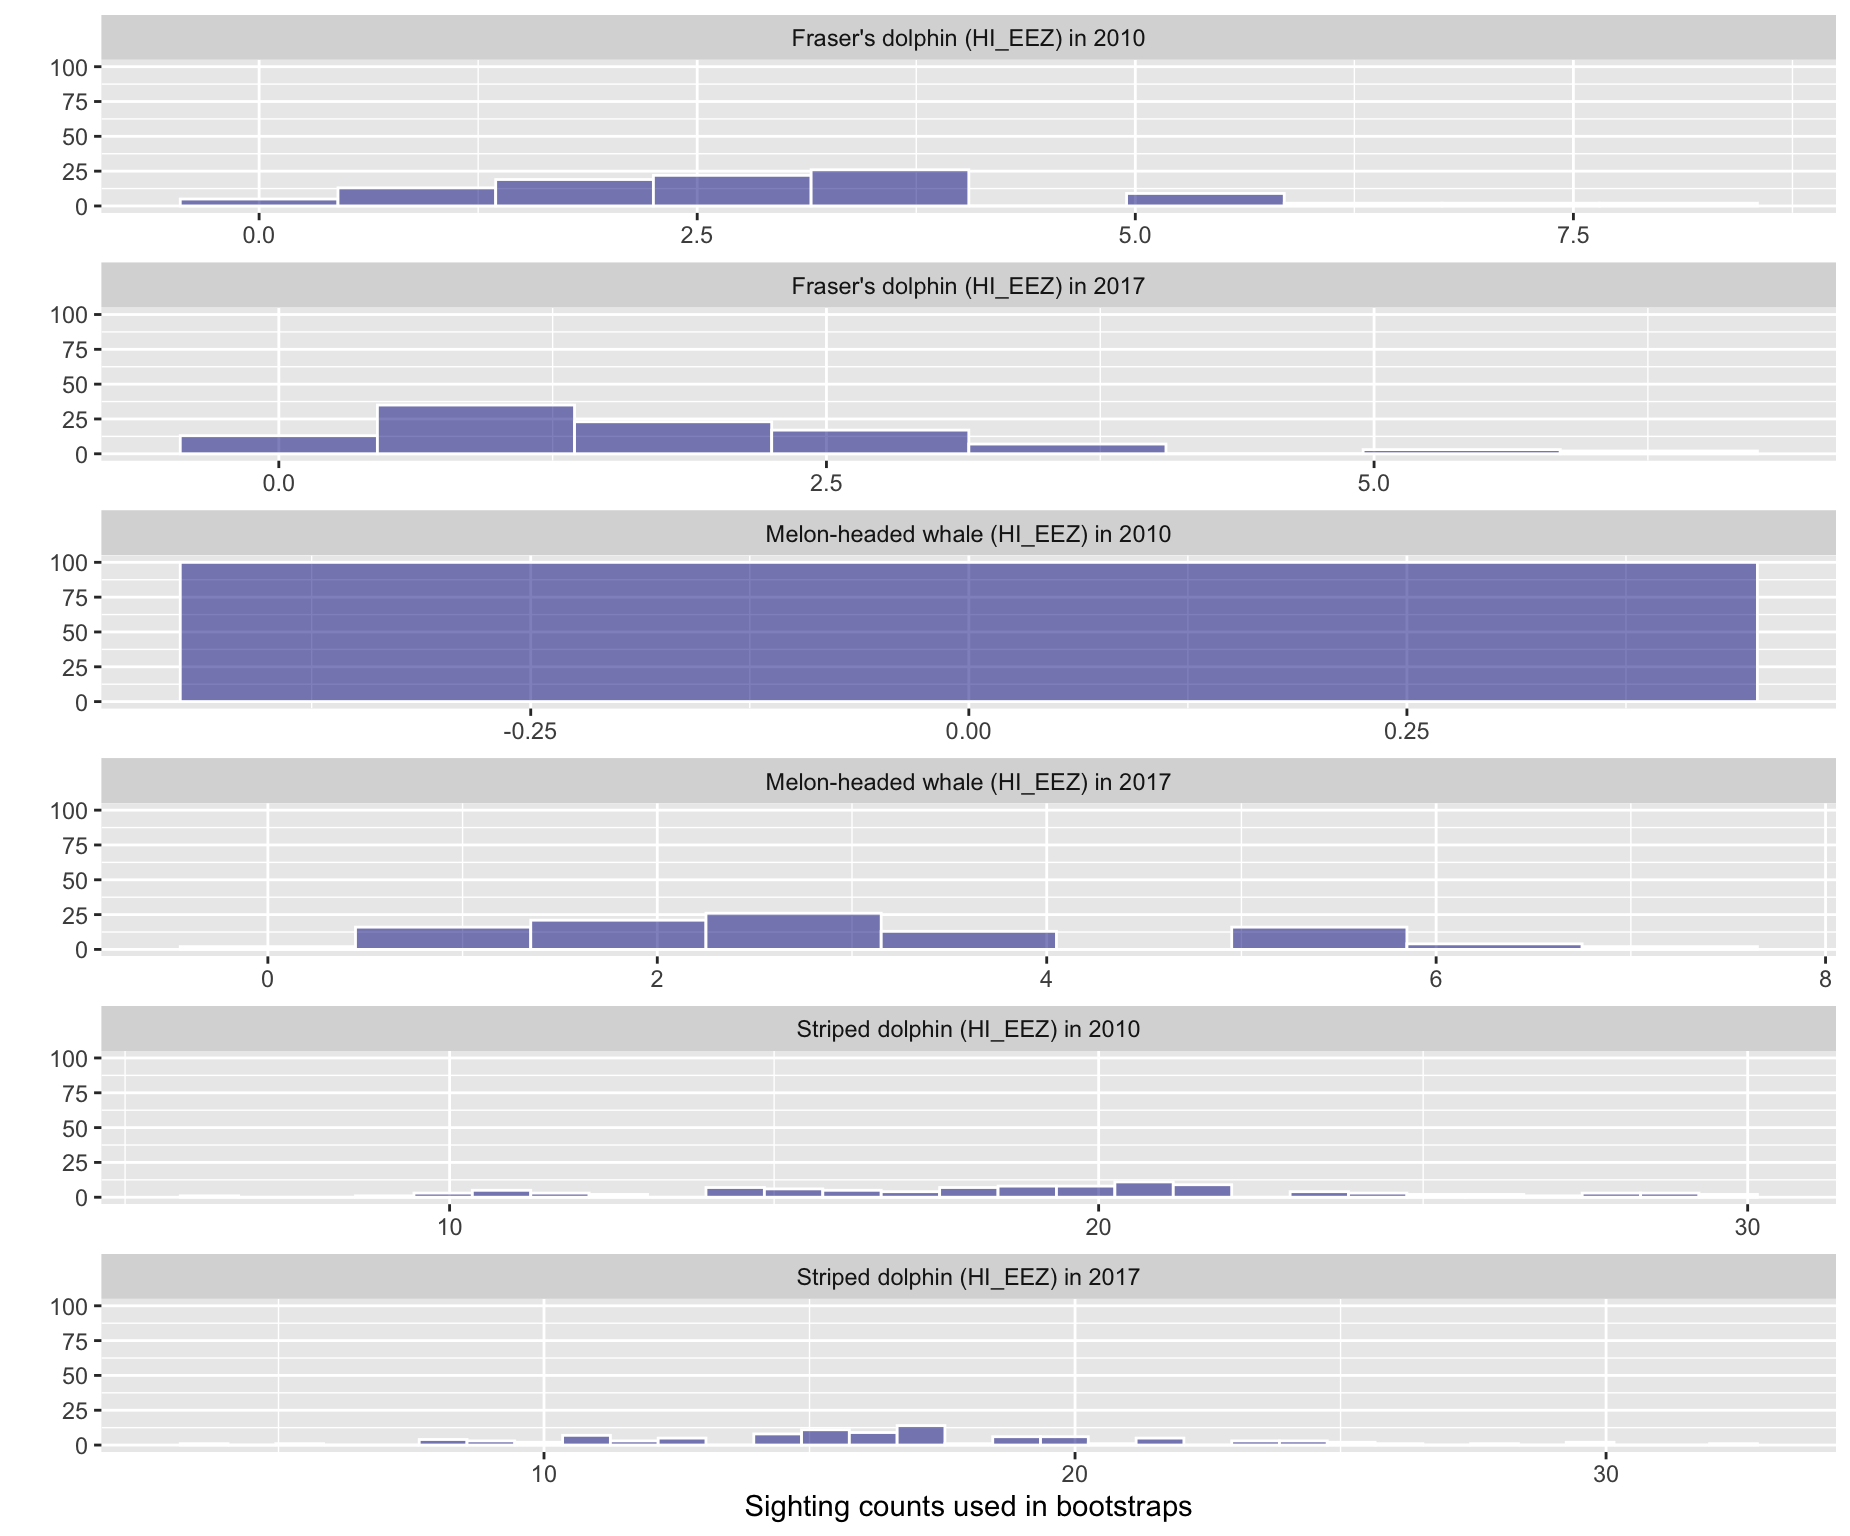 Fraser's dolphin (HI_EEZ) in 2010
100
75
50
25
0
0.0 2.5 5.0 7.5
Fraser's dolphin (HI_EEZ) in 2017
100
75
50
25
0
0.0 2.5 5.0
Melon-headed whale (HI_EEZ) in 2010
100
75
50
25
0
-0.25 0.00 0.25
Melon-headed whale (HI_EEZ) in 2017
100
75
50
25
0
0 2 4 6 8
Striped dolphin (HI_EEZ) in 2010
100
75
50
25
0
10 20 30
Striped dolphin (HI_EEZ) in 2017
100
75
50
25
0
10 20 30
Sighting counts used in bootstraps